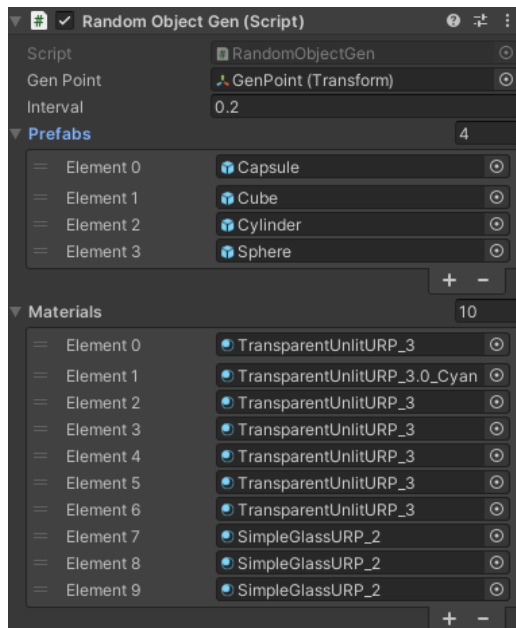 Random Object Gen (Script)
Script RandomObjectGen
Gen Point GenPoint (Transform)
Interval 0.2
Prefabs 4
Element 0 Capsule
Element 1 Cube
Element 2 Cylinder
Element 3 Sphere
+ -
Materials 10
Element 0 TransparentUnlitURP_3
Element 1 TransparentUnlitURP_3.0_Cyan
Element 2 TransparentUnlitURP_3
Element 3 TransparentUnlitURP_3
Element 4 TransparentUnlitURP_3
Element 5 TransparentUnlitURP_3
Element 6 TransparentUnlitURP_3
Element 7 SimpleGlassURP_2
Element 8 SimpleGlassURP_2
Element 9 SimpleGlassURP_2
+ -